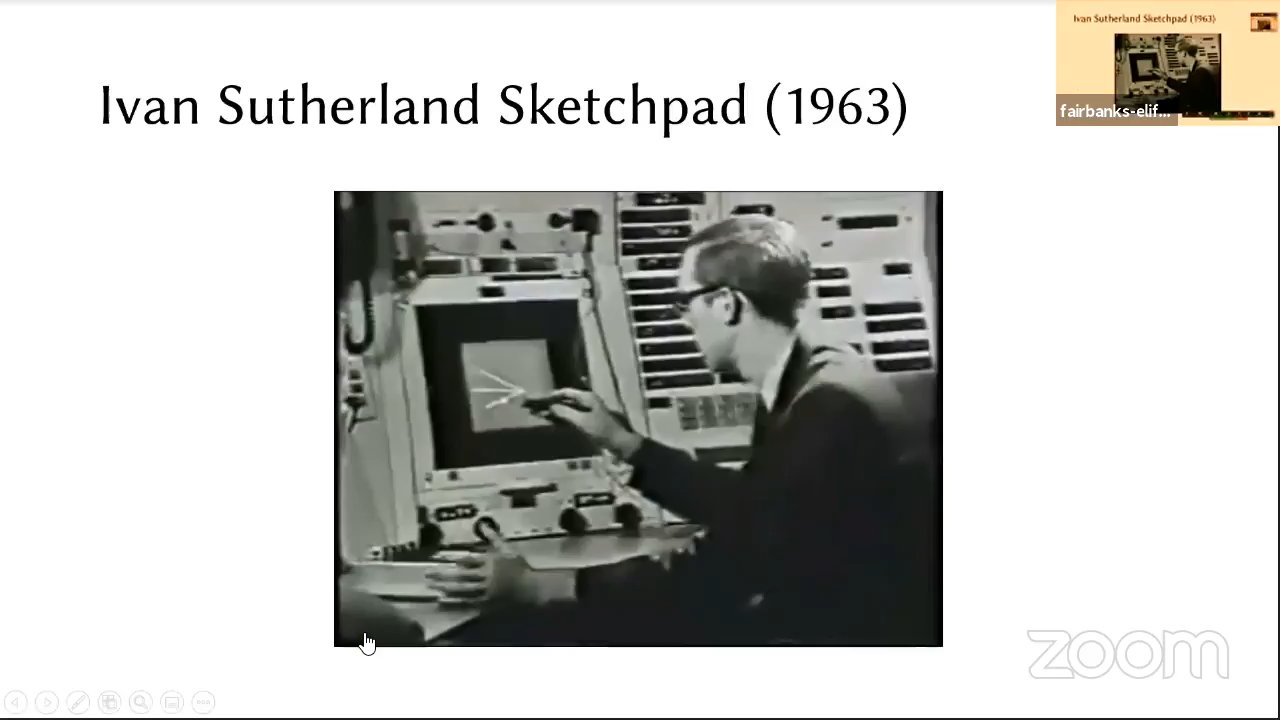 Ivan Sutherland Sketchpad (1963)
Ivan Sutherland Sketchpad (1963)
fairbanks-elif...
zoom